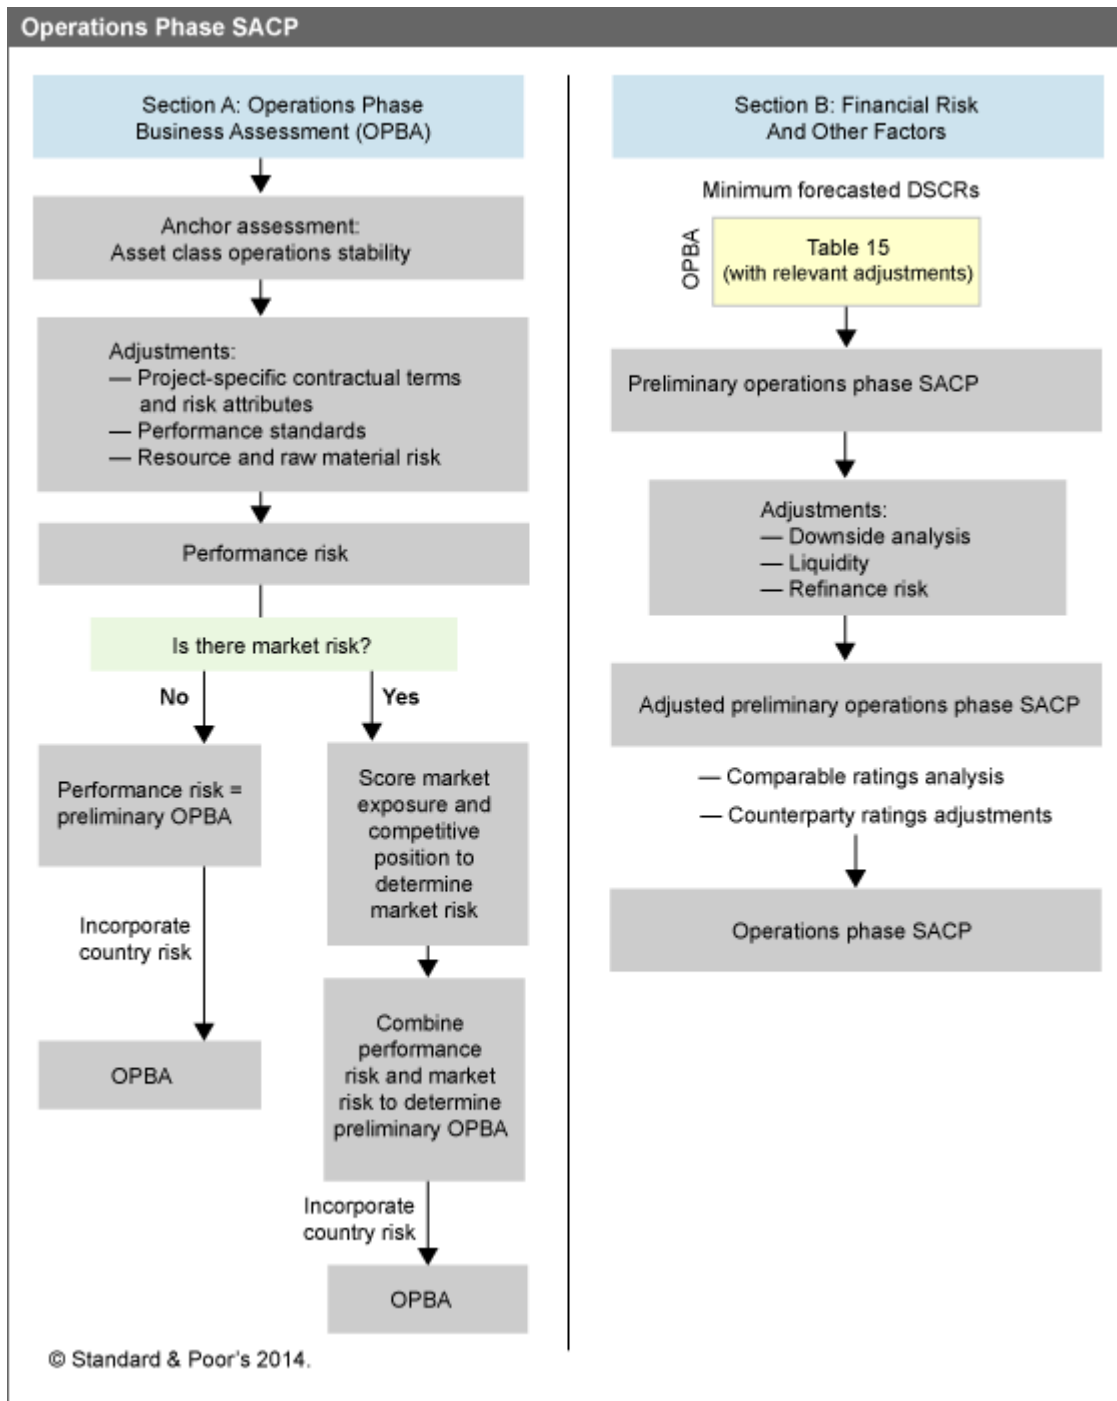 Operations Phase SACP
Section A: Operations Phase
Business Assessment (OPBA)
Anchor assessment:
Asset class operations stability
Adjustments:
— Project-specific contractual terms
and risk attributes
— Performance standards
— Resource and raw material risk
Performance risk
Is there market risk?
No
Yes
Performance risk =
preliminary OPBA
Incorporate
country risk
OPBA
Score market
exposure and
competitive
position to
determine
market risk
Combine
performance
risk and market
risk to determine
preliminary OPBA
Incorporate
country risk
OPBA
Section B: Financial Risk
And Other Factors
Minimum forecasted DSCRs
OPBA
Table 15
(with relevant adjustments)
Preliminary operations phase SACP
Adjustments:
— Downside analysis
— Liquidity
— Refinance risk
Adjusted preliminary operations phase SACP
— Comparable ratings analysis
— Counterparty ratings adjustments
Operations phase SACP
© Standard & Poor's 2014.